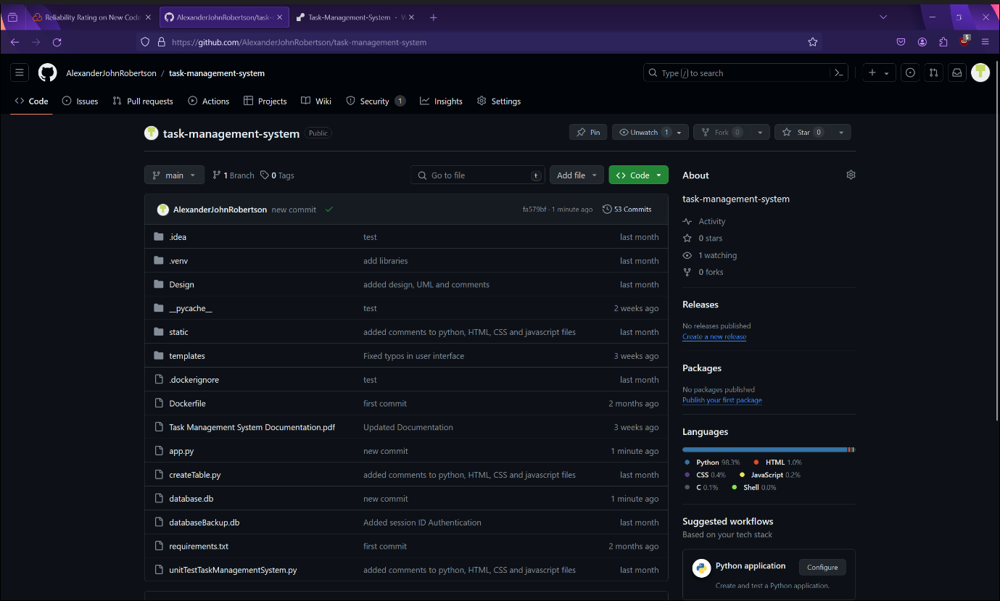 Reliability Rating on New Code
AlexanderJohnRobertson/task-
Task-Management-System
https://github.com/AlexanderJohnRobertson/task-management-system
5
AlexanderJohnRobertson / task-management-system
Type / to search
Code Issues Pull requests Actions Projects Wiki Security 1 Insights Settings
task-management-system Public
Pin Unwatch 1 Fork 0 Star 0
main 1 Branch 0 Tags
Go to file t Add file Code
AlexanderJohnRobertson new commit fa579bf · 1 minute ago 53 Commits
.idea test last month
.venv add libraries last month
Design added design, UML and comments last month
__pycache__ test 2 weeks ago
static added comments to python, HTML, CSS and javascript files last month
templates Fixed typos in user interface 3 weeks ago
.dockerignore test last month
Dockerfile first commit 2 months ago
Task Management System Documentation.pdf Updated Documentation 3 weeks ago
app.py new commit 1 minute ago
createTable.py added comments to python, HTML, CSS and javascript files last month
database.db new commit 1 minute ago
databaseBackup.db Added session ID Authentication last month
requirements.txt first commit 2 months ago
unitTestTaskManagementSystem.py added comments to python, HTML, CSS and javascript files last month
About
task-management-system
Activity
0 stars
1 watching
0 forks
Releases
No releases published
Create a new release
Packages
No packages published
Publish your first package
Languages
Python 98.3% HTML 1.0%
CSS 0.4% JavaScript 0.2%
C 0.1% Shell 0.0%
Suggested workflows
Based on your tech stack
Python application Configure
Create and test a Python application.